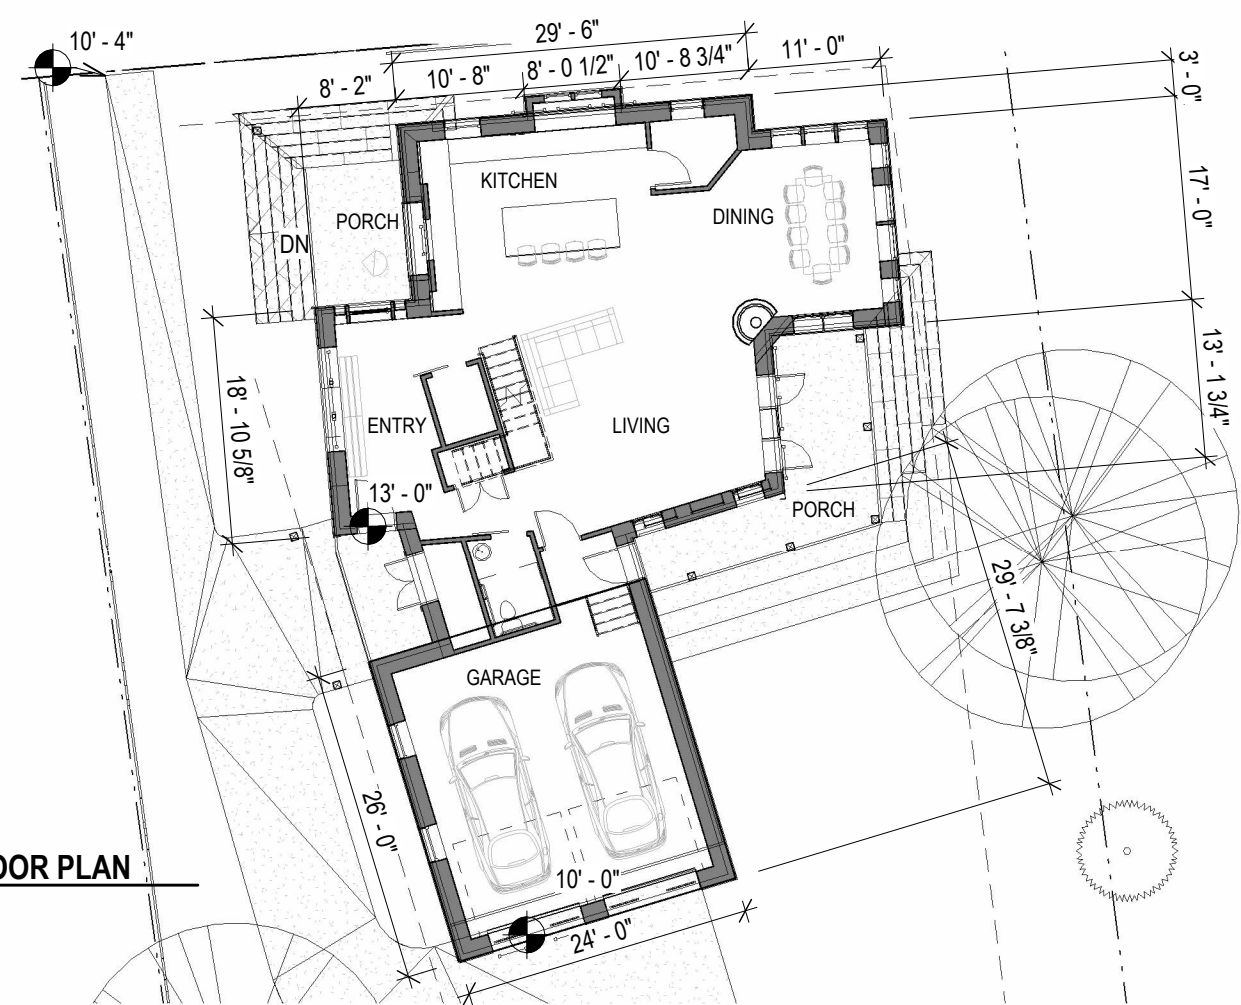 10' - 4"
29' - 6"
8' - 2"
10' - 8"
8' - 0 1/2"
10' - 8 3/4"
11' - 0"
3' - 0"
KITCHEN
PORCH
DINING
17' - 0"
DN
13' - 1 3/4"
18' - 10 5/8"
ENTRY
LIVING
13' - 0"
PORCH
29' - 7 3/8"
GARAGE
26' - 0"
OOR PLAN
10' - 0"
24' - 0"